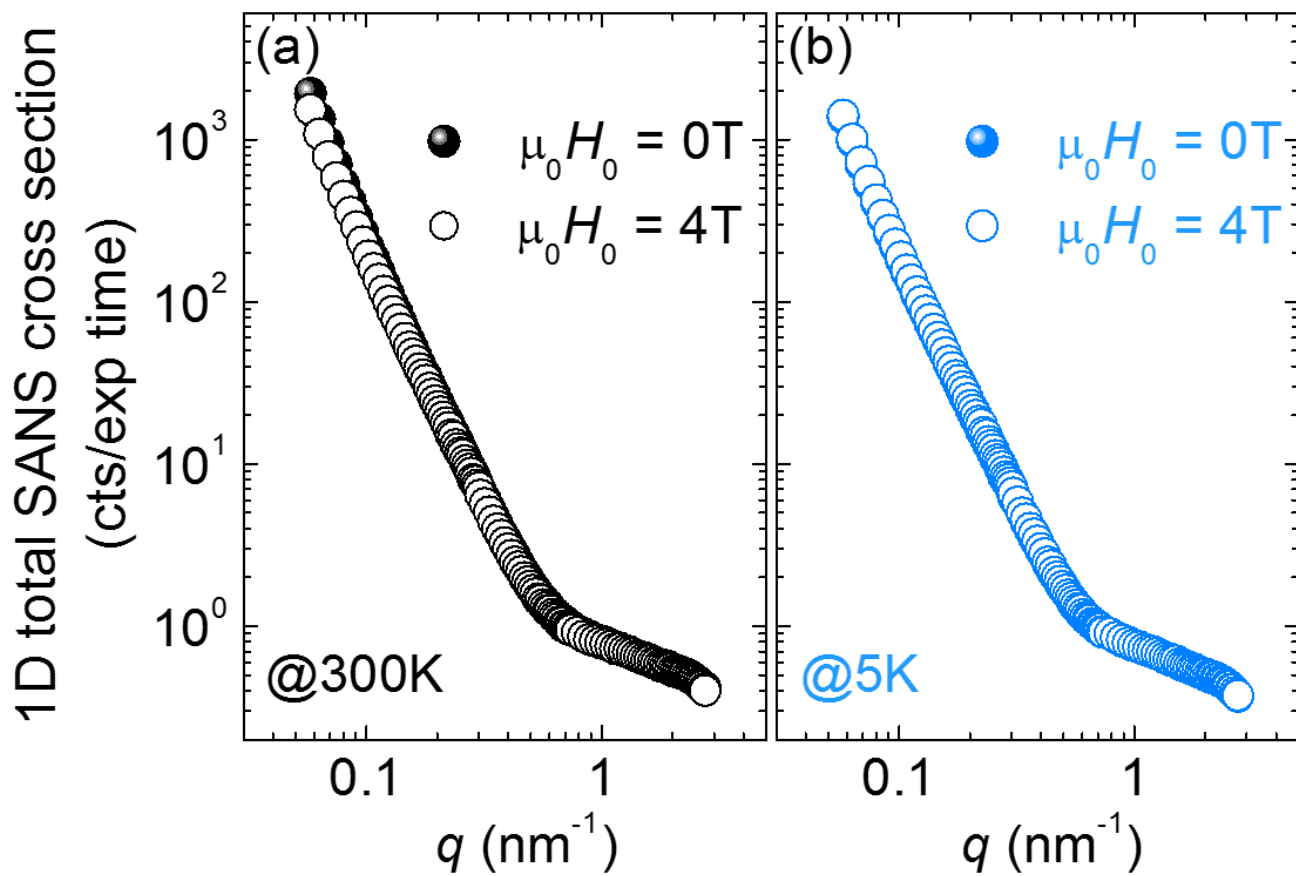 1D total SANS cross section
(cts/exp time)
10³
10²
10¹
10⁰
(a)
μ₀H₀ = 0T
μ₀H₀ = 4T
@300K
0.1 1
q (nm⁻¹)
(b)
μ₀H₀ = 0T
μ₀H₀ = 4T
@5K
0.1 1
q (nm⁻¹)